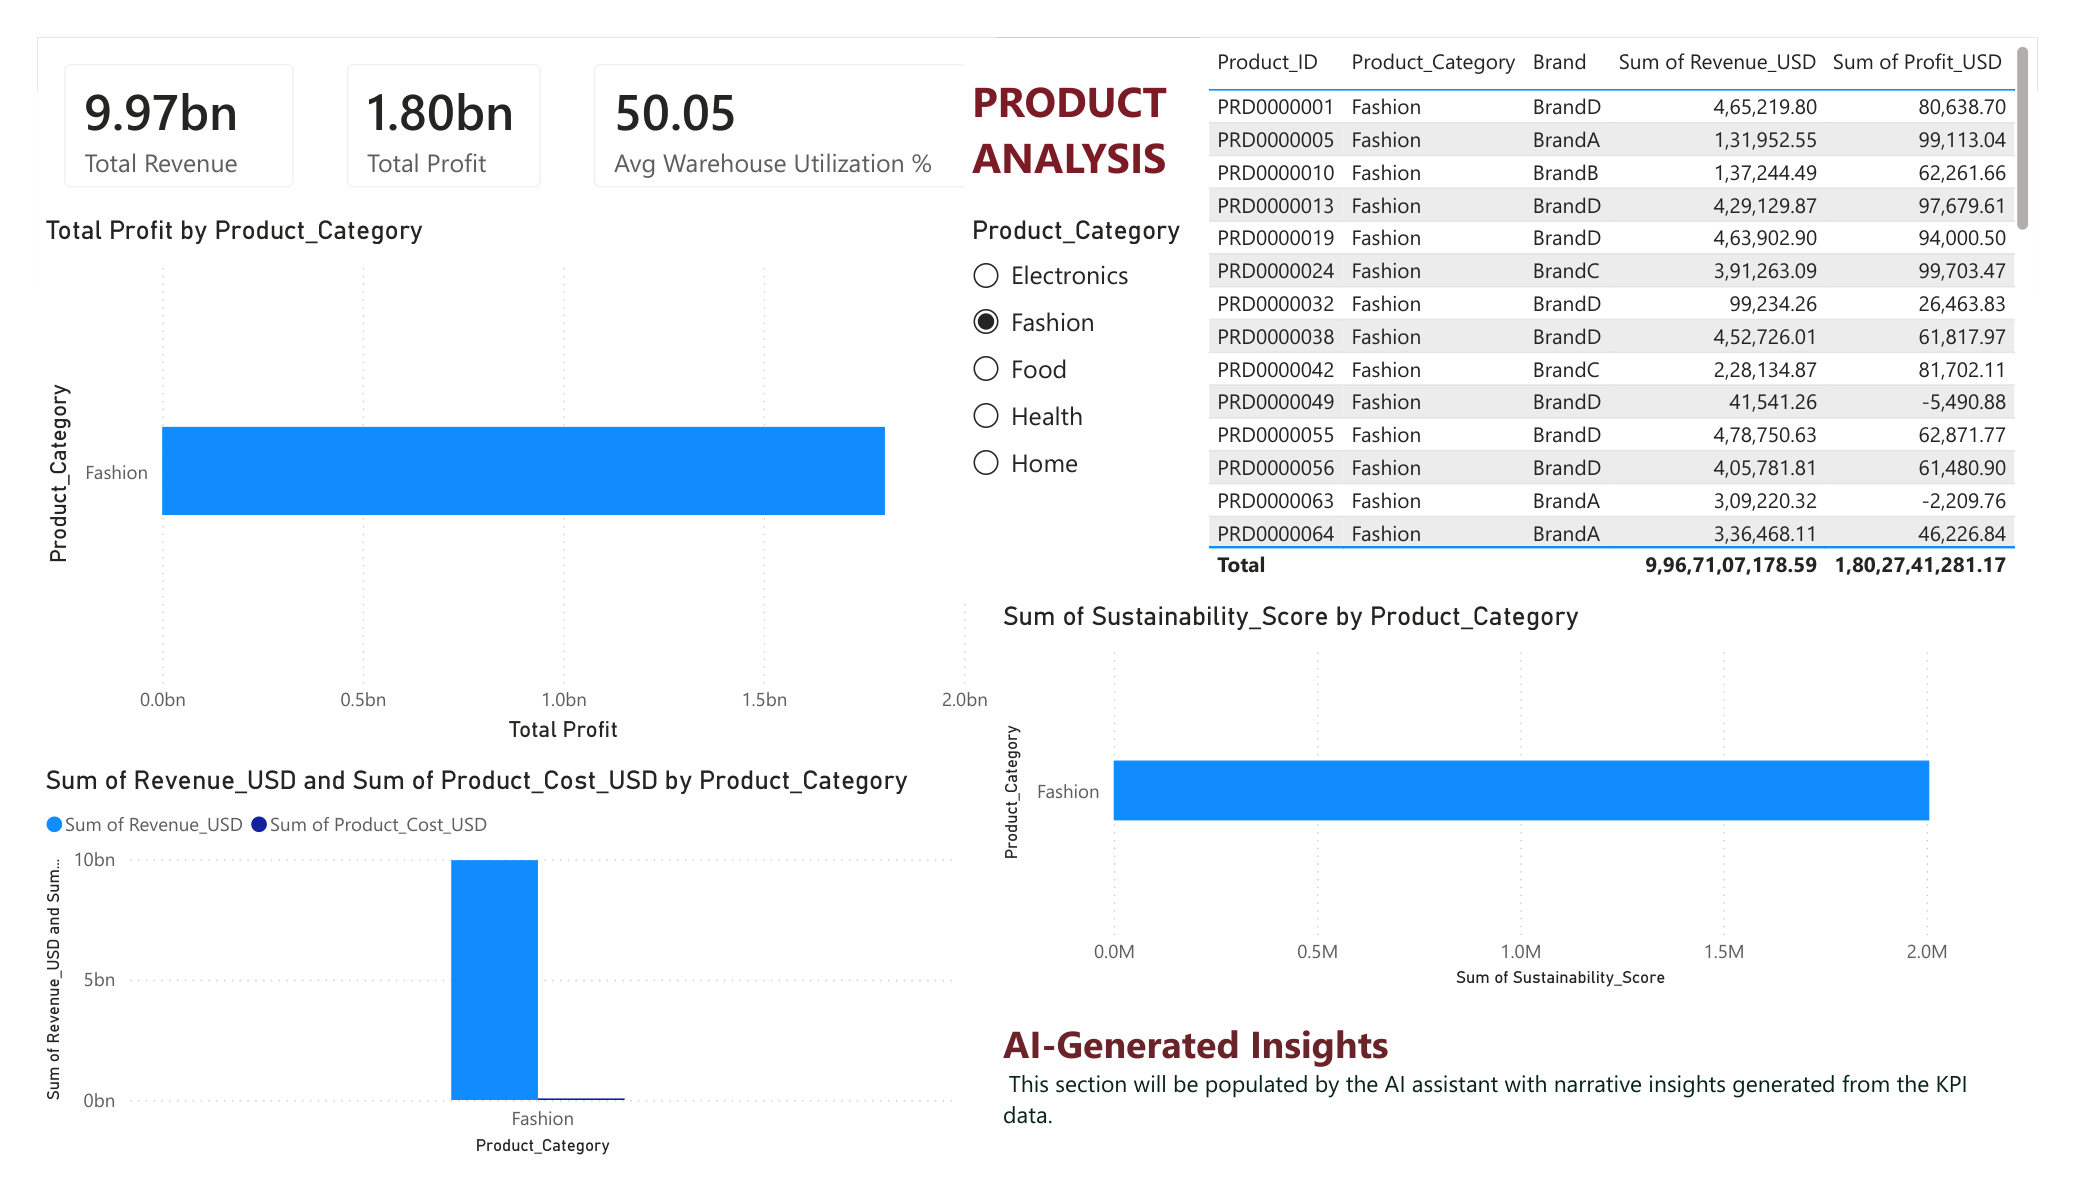 9.97bn
Total Revenue
1.80bn
Total Profit
50.05
Avg Warehouse Utilization %
PRODUCT
ANALYSIS
Total Profit by Product_Category
Product_Category
Fashion
0.0bn 0.5bn 1.0bn 1.5bn 2.0bn
Total Profit
Product_Category
Electronics
Fashion
Food
Health
Home
Product_ID Product_Category Brand Sum of Revenue_USD Sum of Profit_USD
PRD0000001 Fashion BrandD 4,65,219.80 80,638.70
PRD0000005 Fashion BrandA 1,31,952.55 99,113.04
PRD0000010 Fashion BrandB 1,37,244.49 62,261.66
PRD0000013 Fashion BrandD 4,29,129.87 97,679.61
PRD0000019 Fashion BrandD 4,63,902.90 94,000.50
PRD0000024 Fashion BrandC 3,91,263.09 99,703.47
PRD0000032 Fashion BrandD 99,234.26 26,463.83
PRD0000038 Fashion BrandD 4,52,726.01 61,817.97
PRD0000042 Fashion BrandC 2,28,134.87 81,702.11
PRD0000049 Fashion BrandD 41,541.26 -5,490.88
PRD0000055 Fashion BrandD 4,78,750.63 62,871.77
PRD0000056 Fashion BrandD 4,05,781.81 61,480.90
PRD0000063 Fashion BrandA 3,09,220.32 -2,209.76
PRD0000064 Fashion BrandA 3,36,468.11 46,226.84
Total 9,96,71,07,178.59 1,80,27,41,281.17
Sum of Revenue_USD and Sum of Product_Cost_USD by Product_Category
Sum of Revenue_USD Sum of Product_Cost_USD
Sum of Revenue_USD and Sum...
10bn
5bn
0bn
Fashion
Product_Category
Sum of Sustainability_Score by Product_Category
Product_Category
Fashion
0.0M 0.5M 1.0M 1.5M 2.0M
Sum of Sustainability_Score
AI-Generated Insights
This section will be populated by the AI assistant with narrative insights generated from the KPI
data.